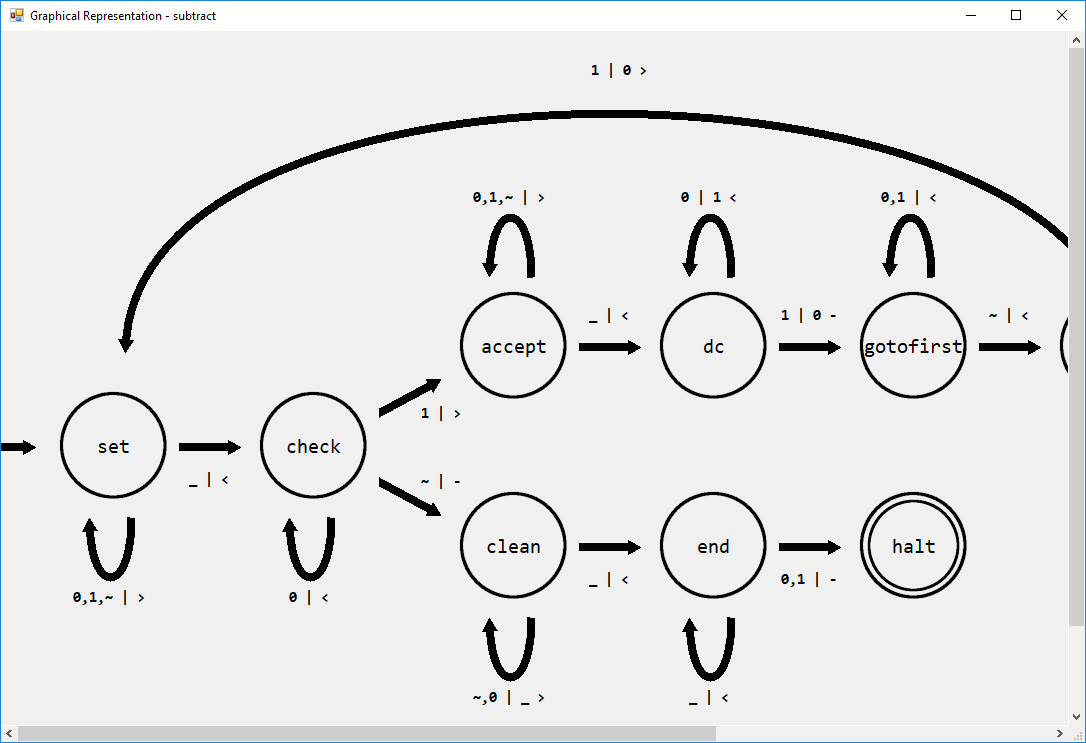 Graphical Representation - subtract
1 | 0 >
0,1,~ | >
0 | 1 <
0,1 | <
_ | <
1 | 0 -
~ | <
accept
dc
gotofirst
1 | >
set
check
_ | <
~ | -
0,1,~ | >
0 | <
clean
end
halt
_ | <
0,1 | -
~,0 | _ >
_ | <